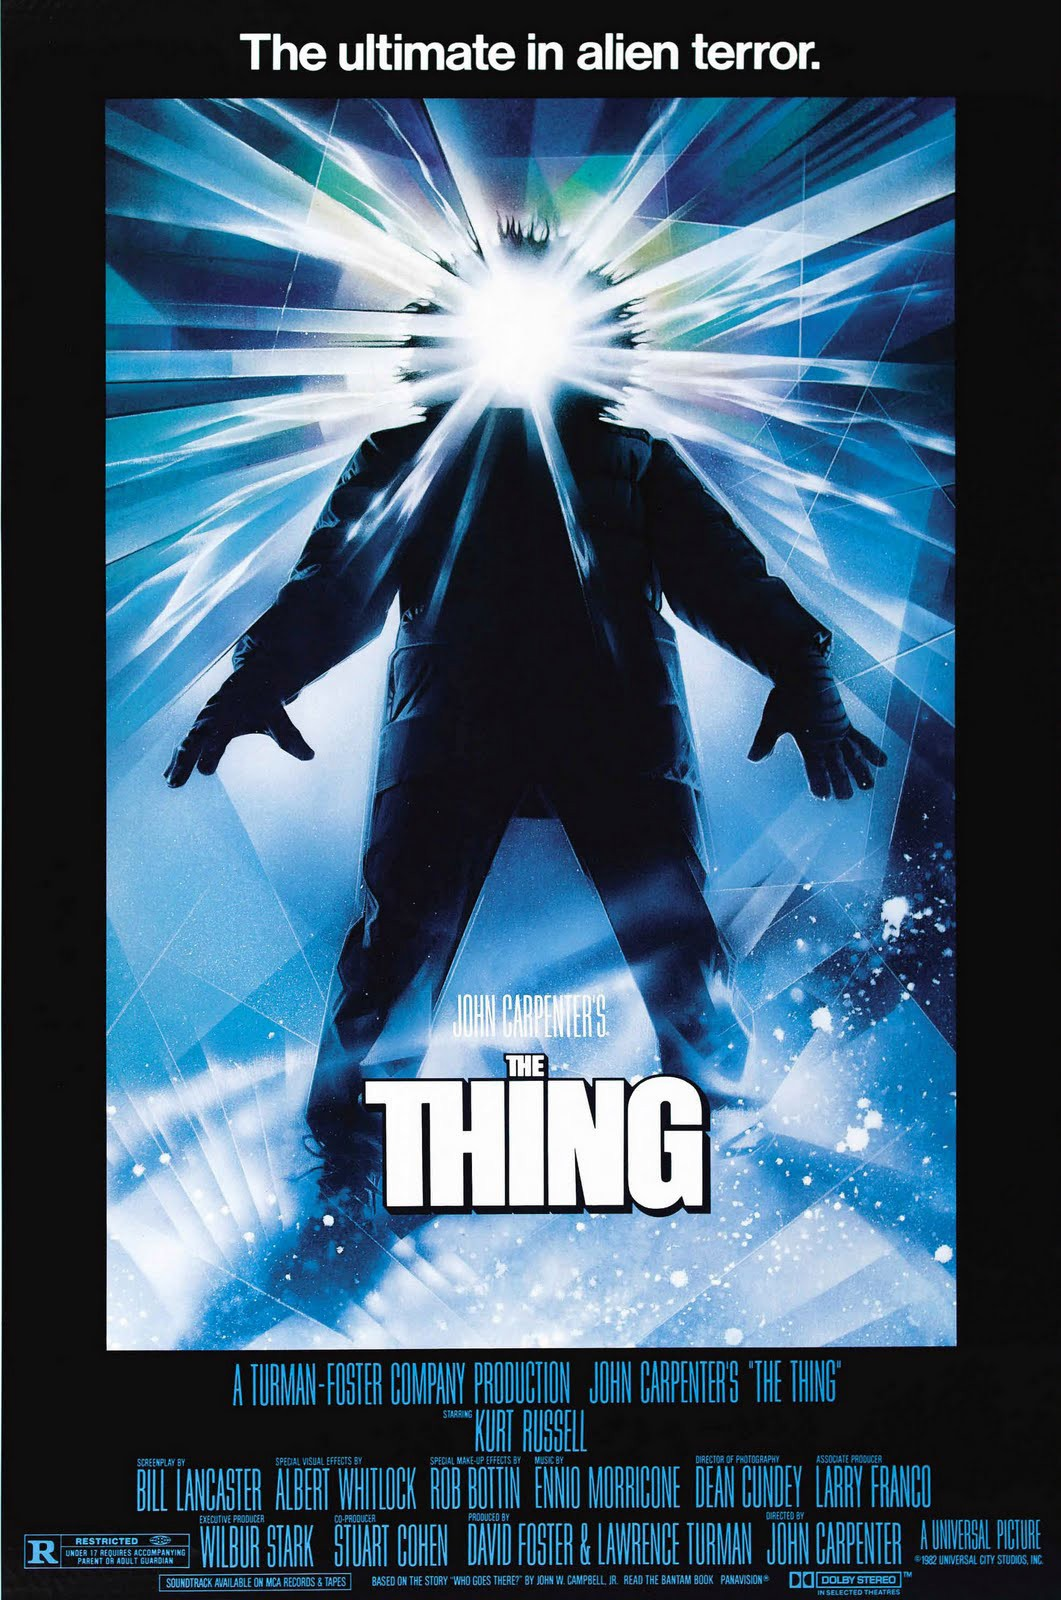 The ultimate in alien terror.
JOHN CARPENTER'S
THE
THING
A TURMAN-FOSTER COMPANY PRODUCTION JOHN CARPENTER'S "THE THING"
STARRING KURT RUSSELL
SCREENPLAY BY BILL LANCASTER SPECIAL VISUAL EFFECTS BY ALBERT WHITLOCK SPECIAL MAKE-UP EFFECTS BY ROB BOTTIN MUSIC BY ENNIO MORRICONE DIRECTOR OF PHOTOGRAPHY DEAN CUNDEY ASSOCIATE PRODUCER LARRY FRANCO
EXECUTIVE PRODUCER WILBUR STARK CO-PRODUCER STUART COHEN PRODUCED BY DAVID FOSTER & LAWRENCE TURMAN DIRECTED BY JOHN CARPENTER A UNIVERSAL PICTURE
R RESTRICTED
UNDER 17 REQUIRES ACCOMPANYING
PARENT OR ADULT GUARDIAN
©1982 UNIVERSAL CITY STUDIOS, INC.
SOUNDTRACK AVAILABLE ON MCA RECORDS & TAPES BASED ON THE STORY "WHO GOES THERE?" BY JOHN W. CAMPBELL, JR. READ THE BANTAM BOOK PANAVISION® DOLBY STEREO™
IN SELECTED THEATRES